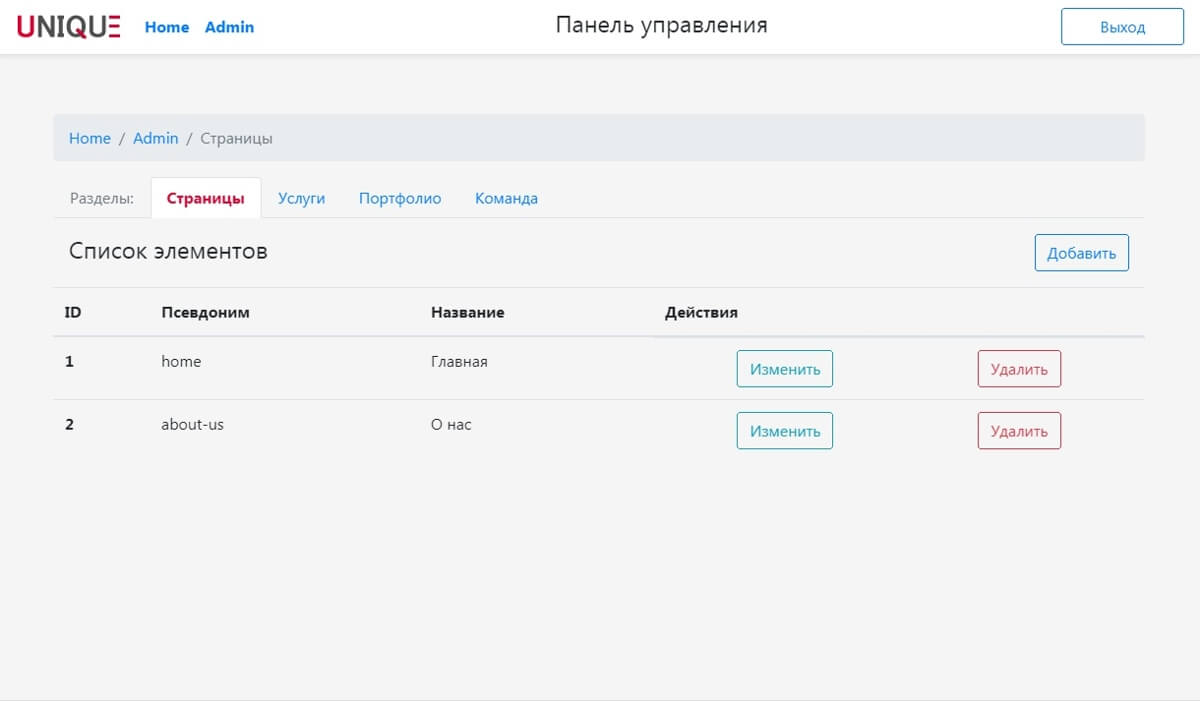 UNIQUE Home Admin Панель управления Выход
Home / Admin / Страницы
Разделы: Страницы Услуги Портфолио Команда
Список элементов Добавить
ID Псевдоним Название Действия
1 home Главная Изменить Удалить
2 about-us О нас Изменить Удалить